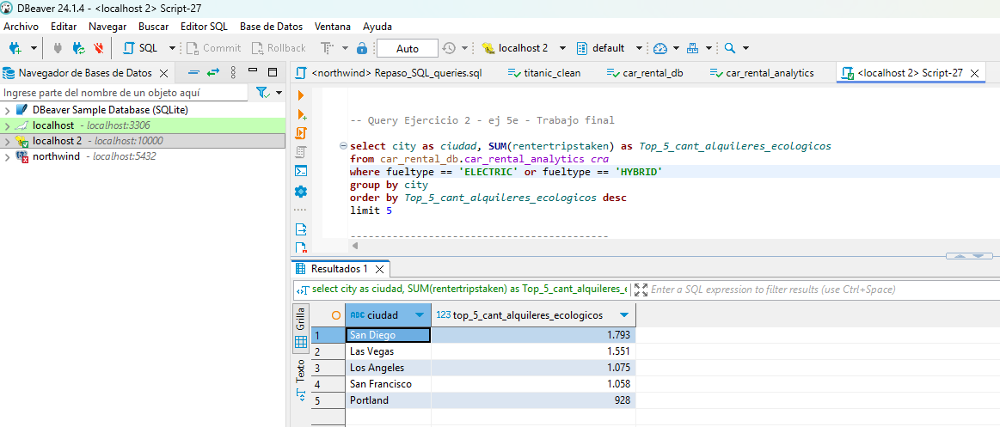 DBeaver 24.1.4 - <localhost 2> Script-27
Archivo Editar Navegar Buscar Editor SQL Base de Datos Ventana Ayuda
SQL Commit Rollback Auto localhost 2 default
Navegador de Bases de Datos
<northwind> Repaso_SQL_queries.sql titanic_clean car_rental_db car_rental_analytics <localhost 2> Script-27
Ingrese parte del nombre de un objeto aquí
DBeaver Sample Database (SQLite)
localhost - localhost:3306
localhost 2 - localhost:10000
northwind - localhost:5432
-- Query Ejercicio 2 - ej 5e - Trabajo final
select city as ciudad, SUM(rentertripstaken) as Top_5_cant_alquileres_ecologicos
from car_rental_db.car_rental_analytics cra
where fueltype == 'ELECTRIC' or fueltype == 'HYBRID'
group by city
order by Top_5_cant_alquileres_ecologicos desc
limit 5
----------------------------------------
Resultados 1
select city as ciudad, SUM(rentertripstaken) as Top_5_cant_alquileres_e
Enter a SQL expression to filter results (use Ctrl+Space)
Grilla
Texto
ABC ciudad 123 top_5_cant_alquileres_ecologicos
1 San Diego 1.793
2 Las Vegas 1.551
3 Los Angeles 1.075
4 San Francisco 1.058
5 Portland 928